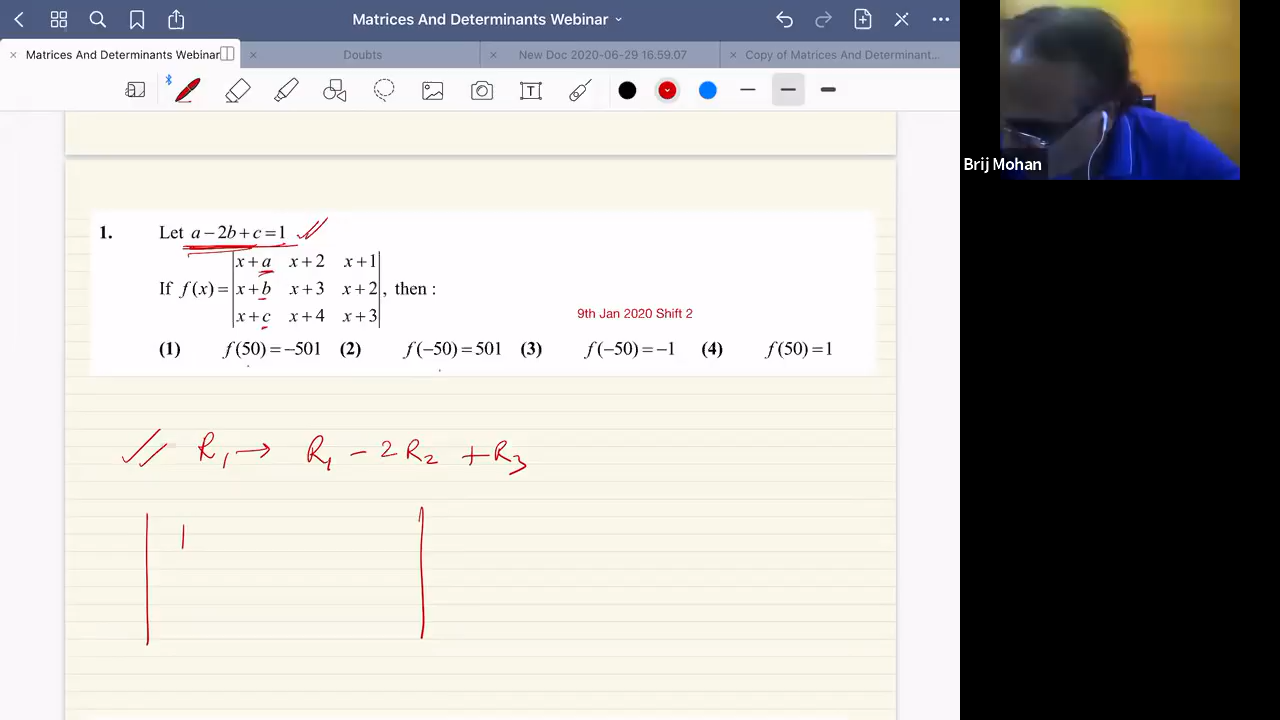 Matrices And Determinants Webinar
Matrices And Determinants Webinar
Doubts
New Doc 2020-06-29 16.59.07
Copy of Matrices And Determinant...
T
Brij Mohan
1. Let a − 2b + c = 1
If f(x) = |x+a x+2 x+1|
|x+b x+3 x+2|, then :
|x+c x+4 x+3|
9th Jan 2020 Shift 2
(1) f(50) = −501 (2) f(−50) = 501 (3) f(−50) = −1 (4) f(50) = 1
R₁ → R₁ − 2R₂ + R₃
1